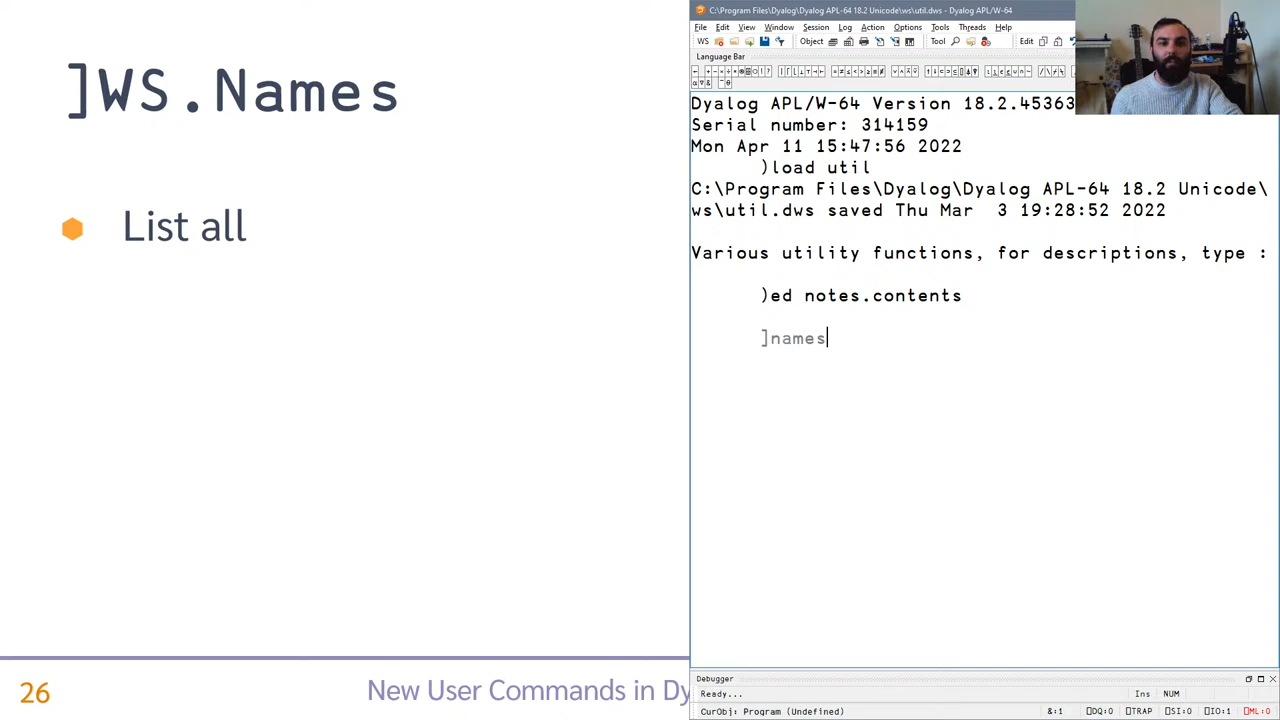 ]WS.Names
List all
26
New User Commands in Dy
C:\Program Files\Dyalog\Dyalog APL-64 18.2 Unicode\ws\util.dws - Dyalog APL/W-64
File Edit View Window Session Log Action Options Tools Threads Help
WS Object Tool Edit
Language Bar
Dyalog APL/W-64 Version 18.2.45363
Serial number: 314159
Mon Apr 11 15:47:56 2022
)load util
C:\Program Files\Dyalog\Dyalog APL-64 18.2 Unicode\
ws\util.dws saved Thu Mar 3 19:28:52 2022
Various utility functions, for descriptions, type :
)ed notes.contents
]names
Debugger
Ready... Ins NUM
CurObj: Program (Undefined) &:1 ⎕DQ:0 ⎕TRAP ⎕SI:0 ⎕IO:1 ⎕ML:0